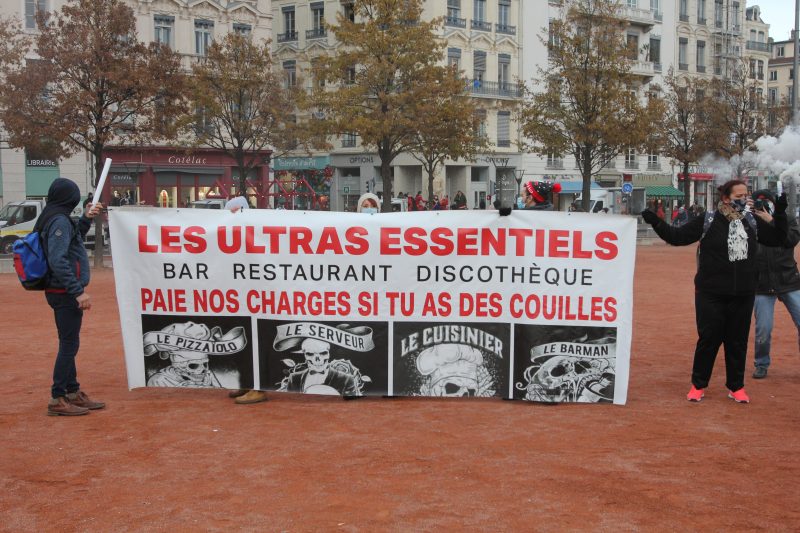 LIBRAIRIE
Cotélac
OPTIONS
LES ULTRAS ESSENTIELS
BAR RESTAURANT DISCOTHÈQUE
PAIE NOS CHARGES SI TU AS DES COUILLES
LE PIZZAÏOLO
LE SERVEUR
LE CUISINIER
LE BARMAN